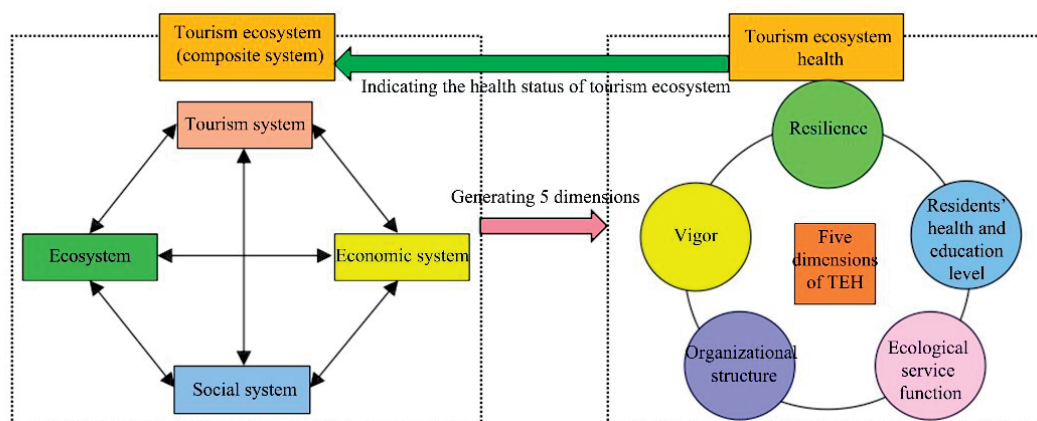 Tourism ecosystem
(composite system)
Tourism ecosystem
health
Indicating the health status of tourism ecosystem
Tourism system
Ecosystem
Economic system
Social system
Generating 5 dimensions
Resilience
Vigor
Residents'
health and
education
level
Five
dimensions
of TEH
Organizational
structure
Ecological
service
function